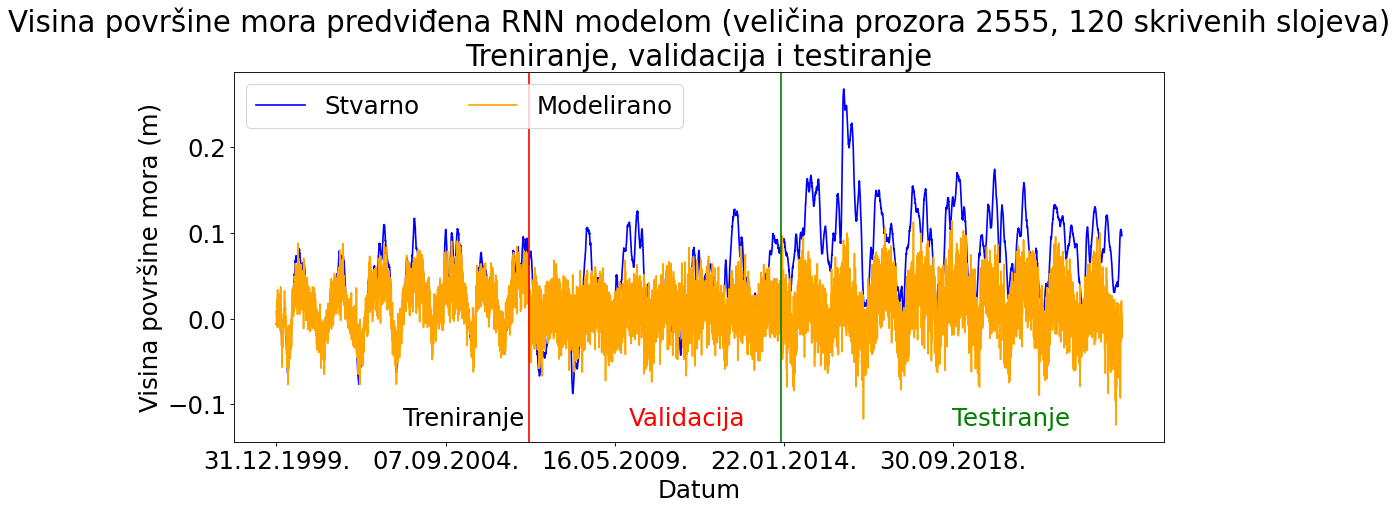 Visina površine mora predviđena RNN modelom (veličina prozora 2555, 120 skrivenih slojeva)
Treniranje, validacija i testiranje
Stvarno
Modelirano
Visina površine mora (m)
0.2
0.1
0.0
−0.1
Treniranje
Validacija
Testiranje
31.12.1999.
07.09.2004.
16.05.2009.
22.01.2014.
30.09.2018.
Datum